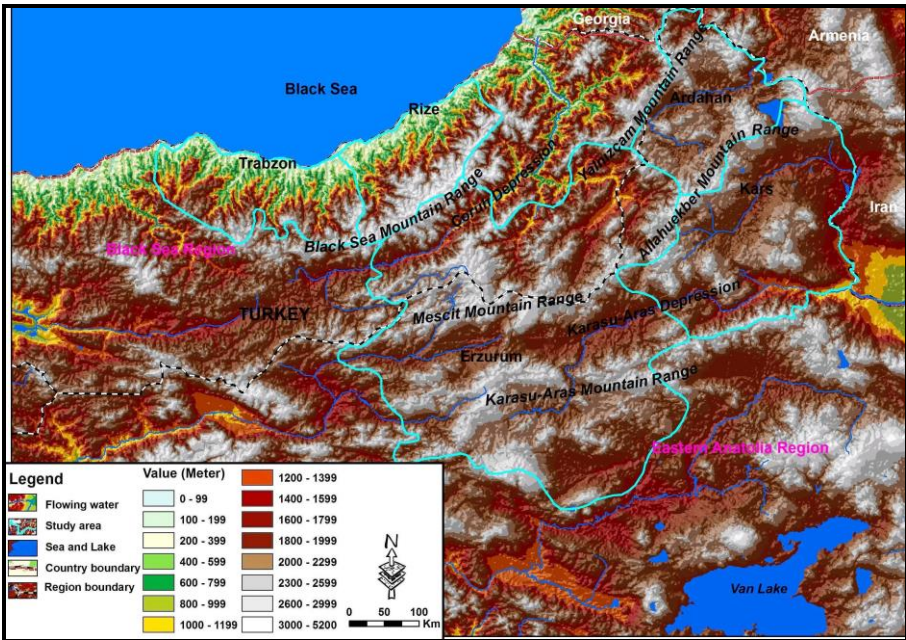 Georgia
Armenia
Black Sea
Rize
Ardahan
Trabzon
Yalnizcam Mountain Range
Coruh Depression
Allahuekber Mountain Range
Kars
Iran
Black Sea Mountain Range
Black Sea Region
Mescit Mountain Range
Karasu-Aras Depression
TURKEY
Erzurum
Karasu-Aras Mountain Range
Eastern Anatolia Region
Van Lake
Legend
Flowing water
Study area
Sea and Lake
Country boundary
Region boundary
Value (Meter)
0 - 99
100 - 199
200 - 399
400 - 599
600 - 799
800 - 999
1000 - 1199
1200 - 1399
1400 - 1599
1600 - 1799
1800 - 1999
2000 - 2299
2300 - 2599
2600 - 2999
3000 - 5200
N
0 50 100
Km